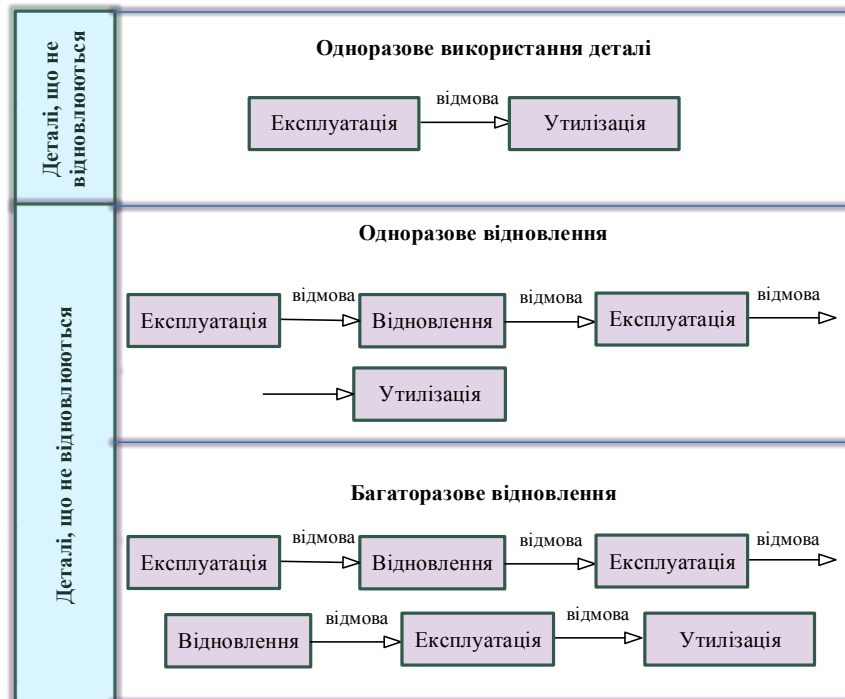 Деталі, що не
відновлюються
Одноразове використання деталі
відмова
Експлуатація
Утилізація
Деталі, що не відновлюються
Одноразове відновлення
відмова
відмова
відмова
Експлуатація
Відновлення
Експлуатація
Утилізація
Багаторазове відновлення
відмова
відмова
відмова
Експлуатація
Відновлення
Експлуатація
відмова
відмова
Відновлення
Експлуатація
Утилізація